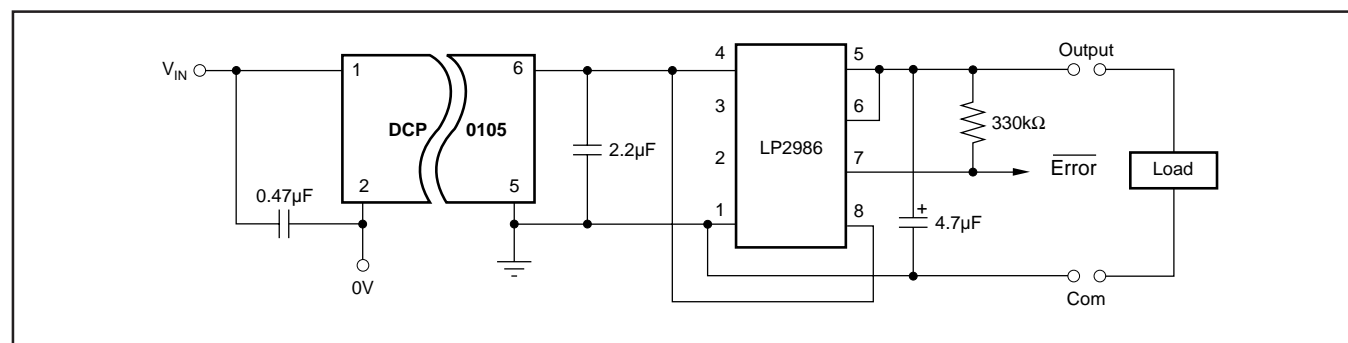 V_IN
1
DCP
0105
6
2
5
0.47µF
0V
2.2µF
4
3
2
1
LP2986
5
6
7
8
330kΩ
Error
+
4.7µF
Output
Load
Com